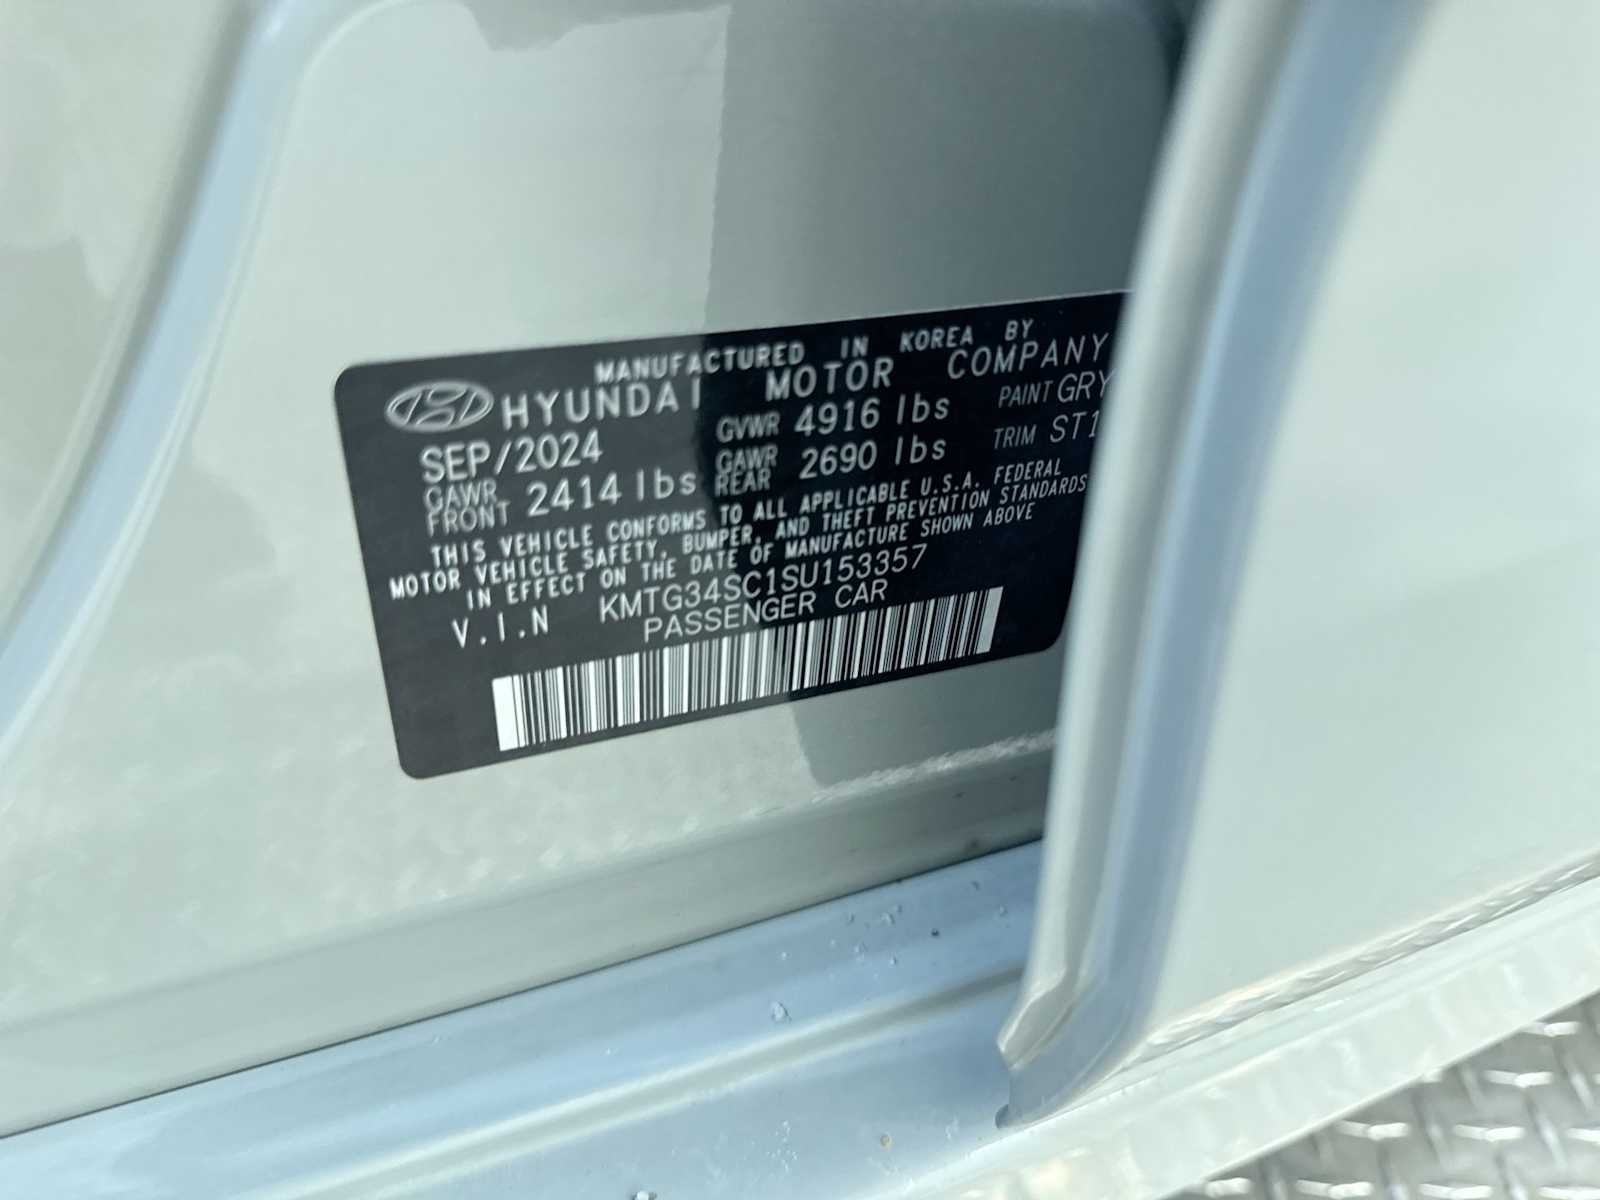 MANUFACTURED IN KOREA BY
HYUNDAI MOTOR COMPANY
SEP/2024 GVWR 4916 lbs PAINT GRY
GAWR FRONT 2414 lbs GAWR REAR 2690 lbs TRIM ST1
THIS VEHICLE CONFORMS TO ALL APPLICABLE U.S.A. FEDERAL
MOTOR VEHICLE SAFETY, BUMPER, AND THEFT PREVENTION STANDARDS
IN EFFECT ON THE DATE OF MANUFACTURE SHOWN ABOVE
V.I.N KMTG34SC1SU153357
PASSENGER CAR